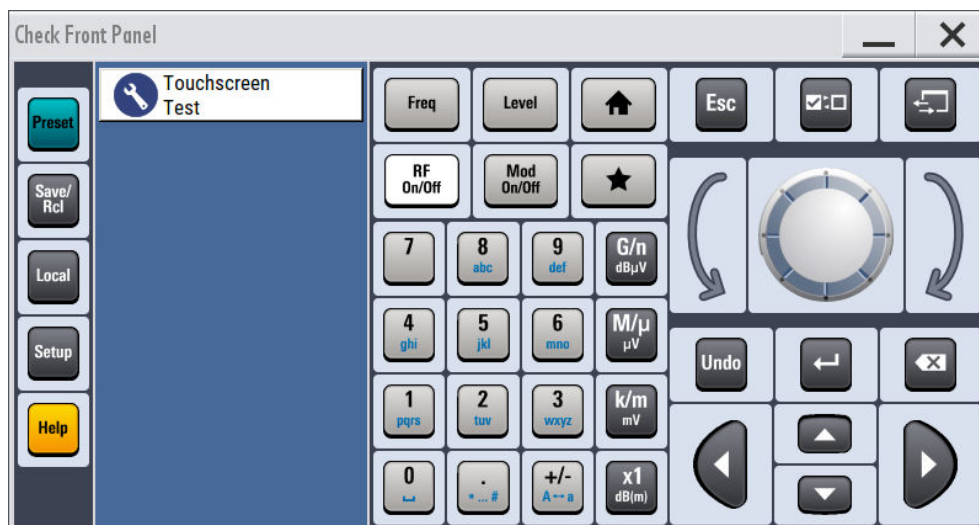 Check Front Panel
Touchscreen
Test
Preset
Save/
Rcl
Local
Setup
Help
Freq
Level
RF
On/Off
Mod
On/Off
7
8
abc
9
def
G/n
dBµV
4
ghi
5
jkl
6
mno
M/µ
µV
1
pqrs
2
tuv
3
wxyz
k/m
mV
0
.
* ... #
+/-
A↔a
x1
dB(m)
Esc
Undo